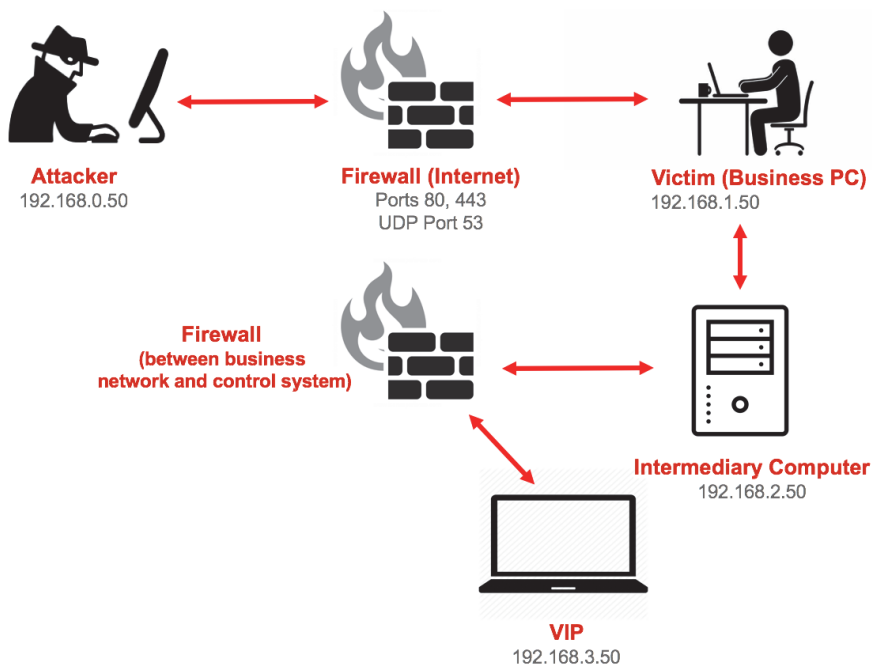 Attacker
192.168.0.50
Firewall (Internet)
Ports 80, 443
UDP Port 53
Victim (Business PC)
192.168.1.50
Firewall
(between business
network and control system)
Intermediary Computer
192.168.2.50
VIP
192.168.3.50